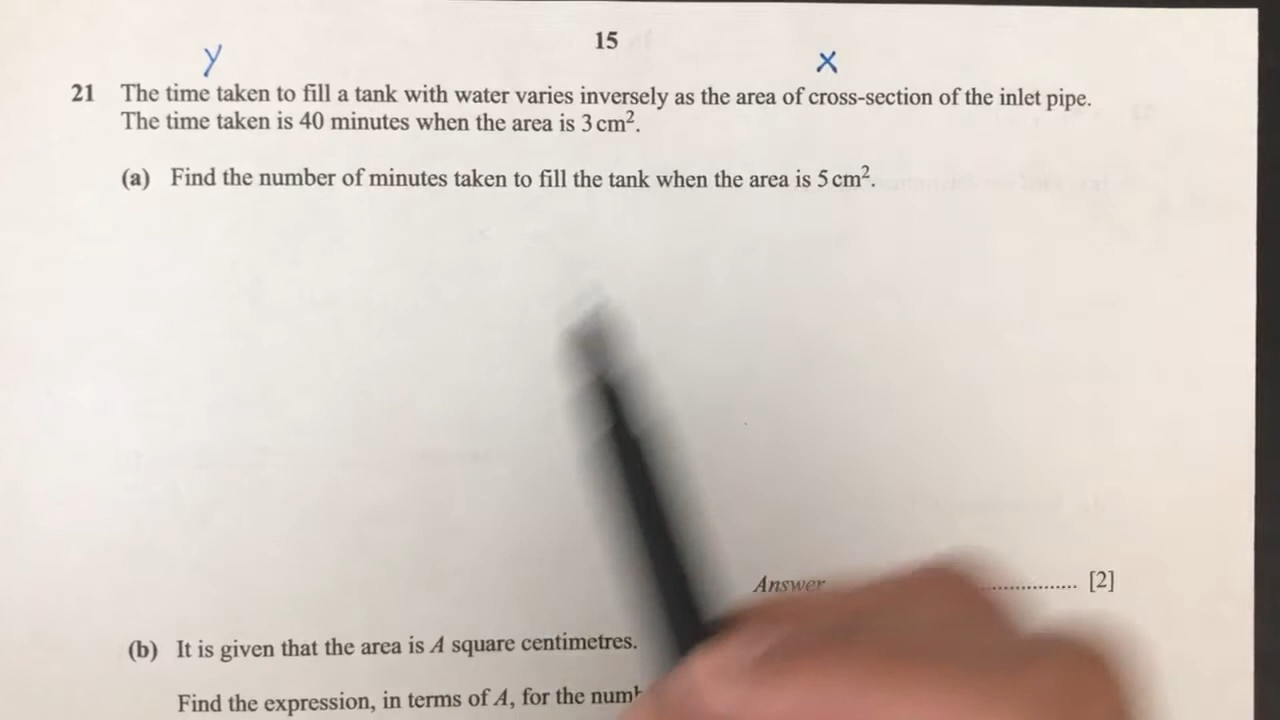 15
y x
21 The time taken to fill a tank with water varies inversely as the area of cross-section of the inlet pipe.
The time taken is 40 minutes when the area is 3 cm².
(a) Find the number of minutes taken to fill the tank when the area is 5 cm².
Answer .............. [2]
(b) It is given that the area is A square centimetres.
Find the expression, in terms of A, for the